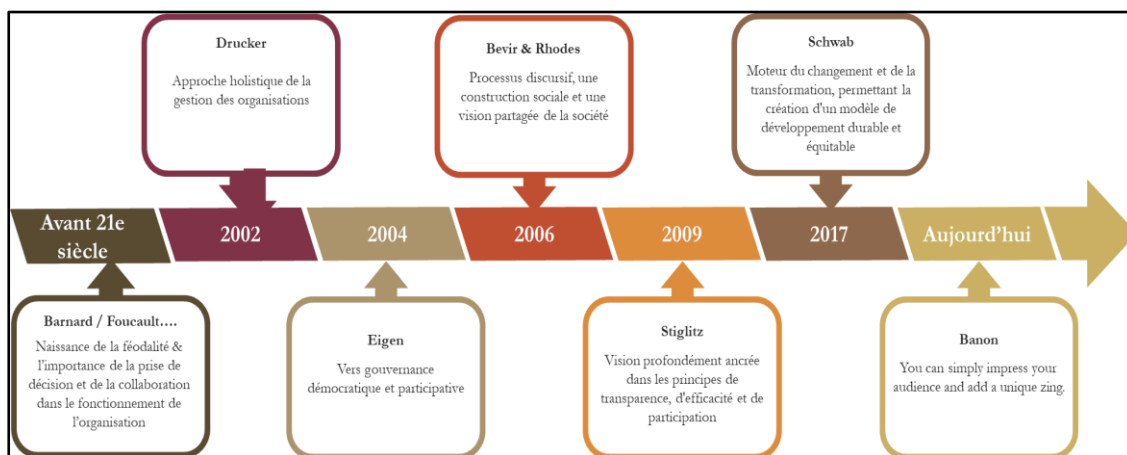 Drucker
Approche holistique de la
gestion des organisations
Bevir & Rhodes
Processus discursif, une
construction sociale et une
vision partagée de la société
Schwab
Moteur du changement et de la
transformation, permettant la
création d'un modèle de
développement durable et
équitable
Avant 21e
siècle
2002
2004
2006
2009
2017
Aujourd'hui
Barnard / Foucault....
Naissance de la féodalité &
l'importance de la prise de
décision et de la collaboration
dans le fonctionnement de
l'organisation
Eigen
Vers gouvernance
démocratique et participative
Stiglitz
Vision profondément ancrée
dans les principes de
transparence, d'efficacité et de
participation
Banon
You can simply impress your
audience and add a unique zing.